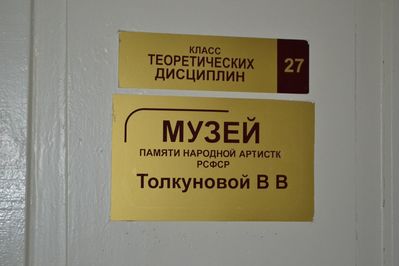 КЛАСС
ТЕОРЕТИЧЕСКИХ
ДИСЦИПЛИН
27
МУЗЕЙ
ПАМЯТИ НАРОДНОЙ АРТИСТК
РСФСР
Толкуновой В В